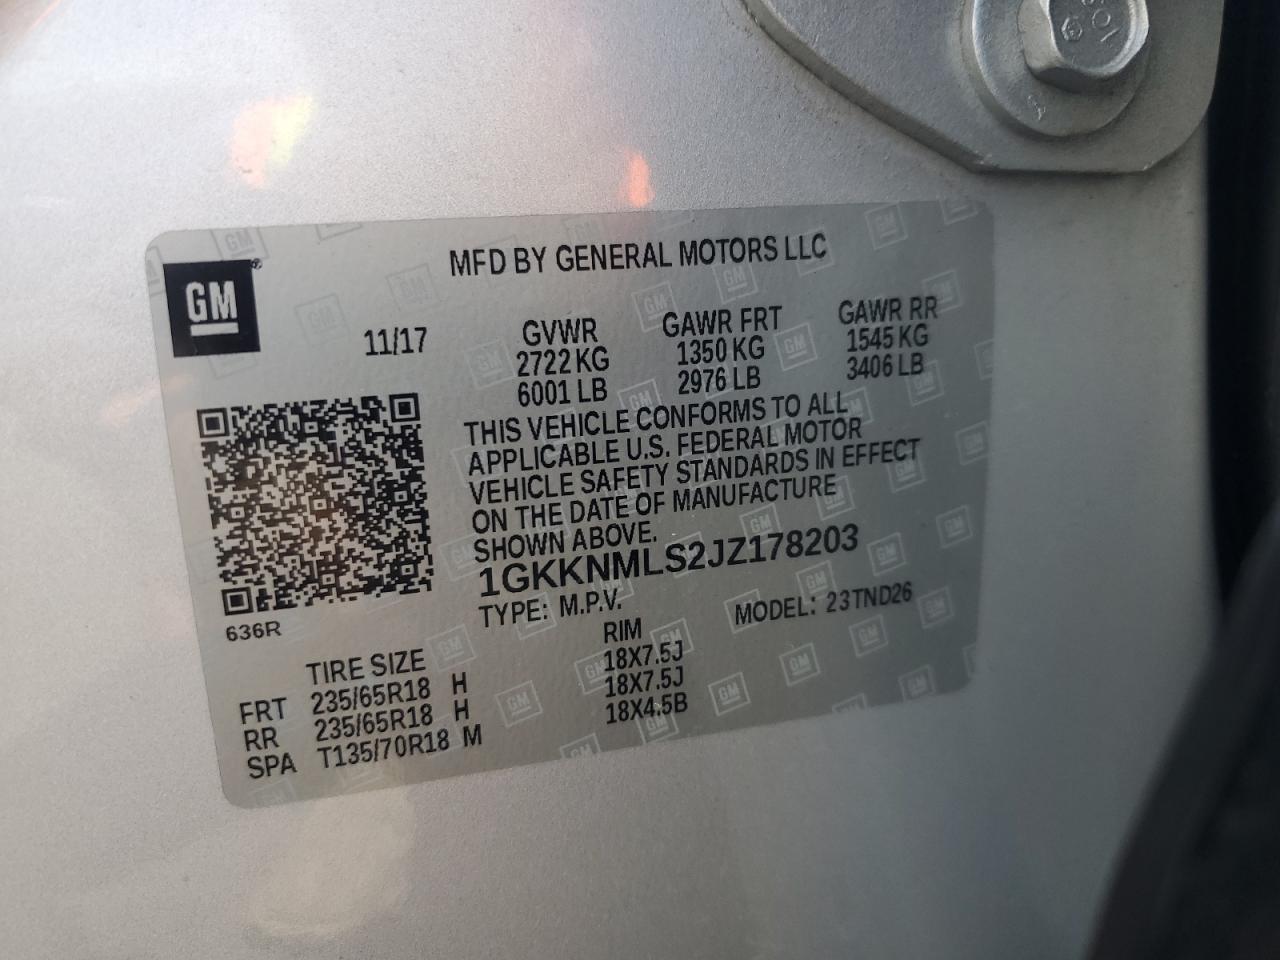 MFD BY GENERAL MOTORS LLC
GM
11/17
GVWR
2722 KG
6001 LB
GAWR FRT
1350 KG
2976 LB
GAWR RR
1545 KG
3406 LB
THIS VEHICLE CONFORMS TO ALL
APPLICABLE U.S. FEDERAL MOTOR
VEHICLE SAFETY STANDARDS IN EFFECT
ON THE DATE OF MANUFACTURE
SHOWN ABOVE.
1GKKNMLS2JZ178203
TYPE: M.P.V. MODEL: 23TND26
636R
TIRE SIZE RIM
FRT 235/65R18 H 18X7.5J
RR 235/65R18 H 18X7.5J
SPA T135/70R18 M 18X4.5B